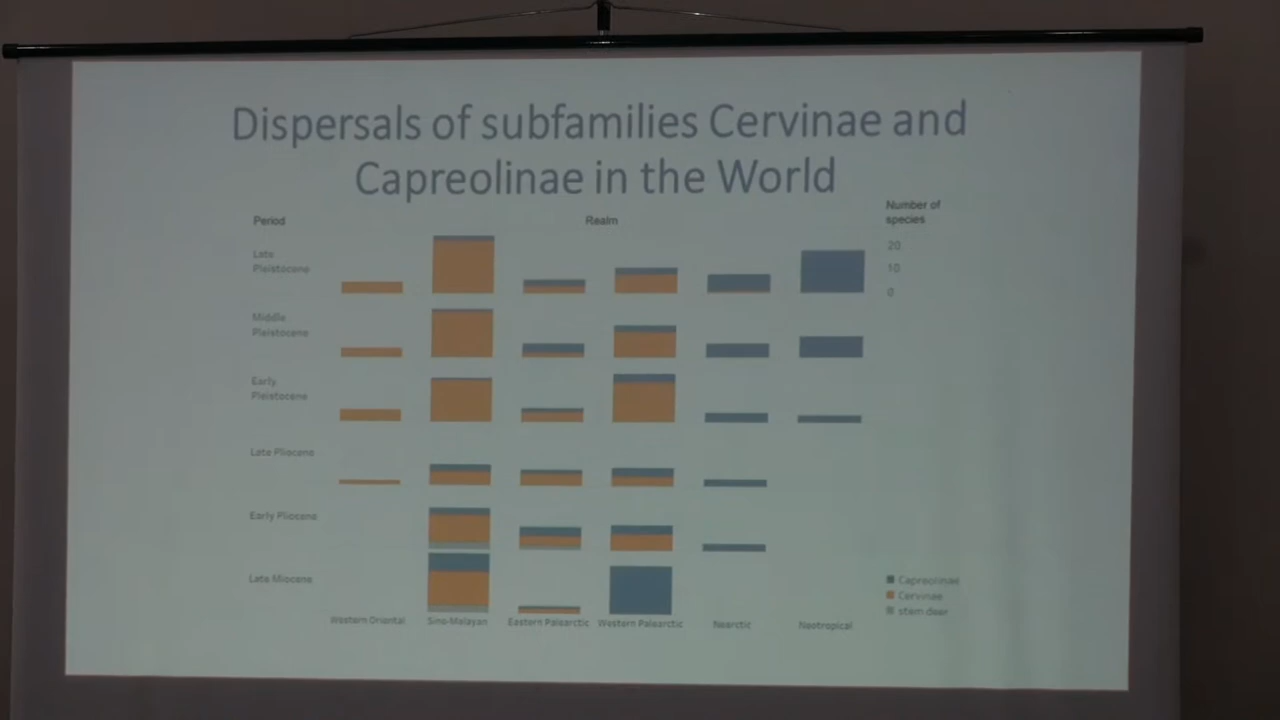 Dispersals of subfamilies Cervinae and
Capreolinae in the World
Period
Realm
Number of
species
20
10
0
Late
Pleistocene
Middle
Pleistocene
Early
Pleistocene
Late Pliocene
Early Pliocene
Late Miocene
Western Oriental
Sino-Malayan
Eastern Palearctic
Western Palearctic
Nearctic
Neotropical
Capreolinae
Cervinae
stem deer